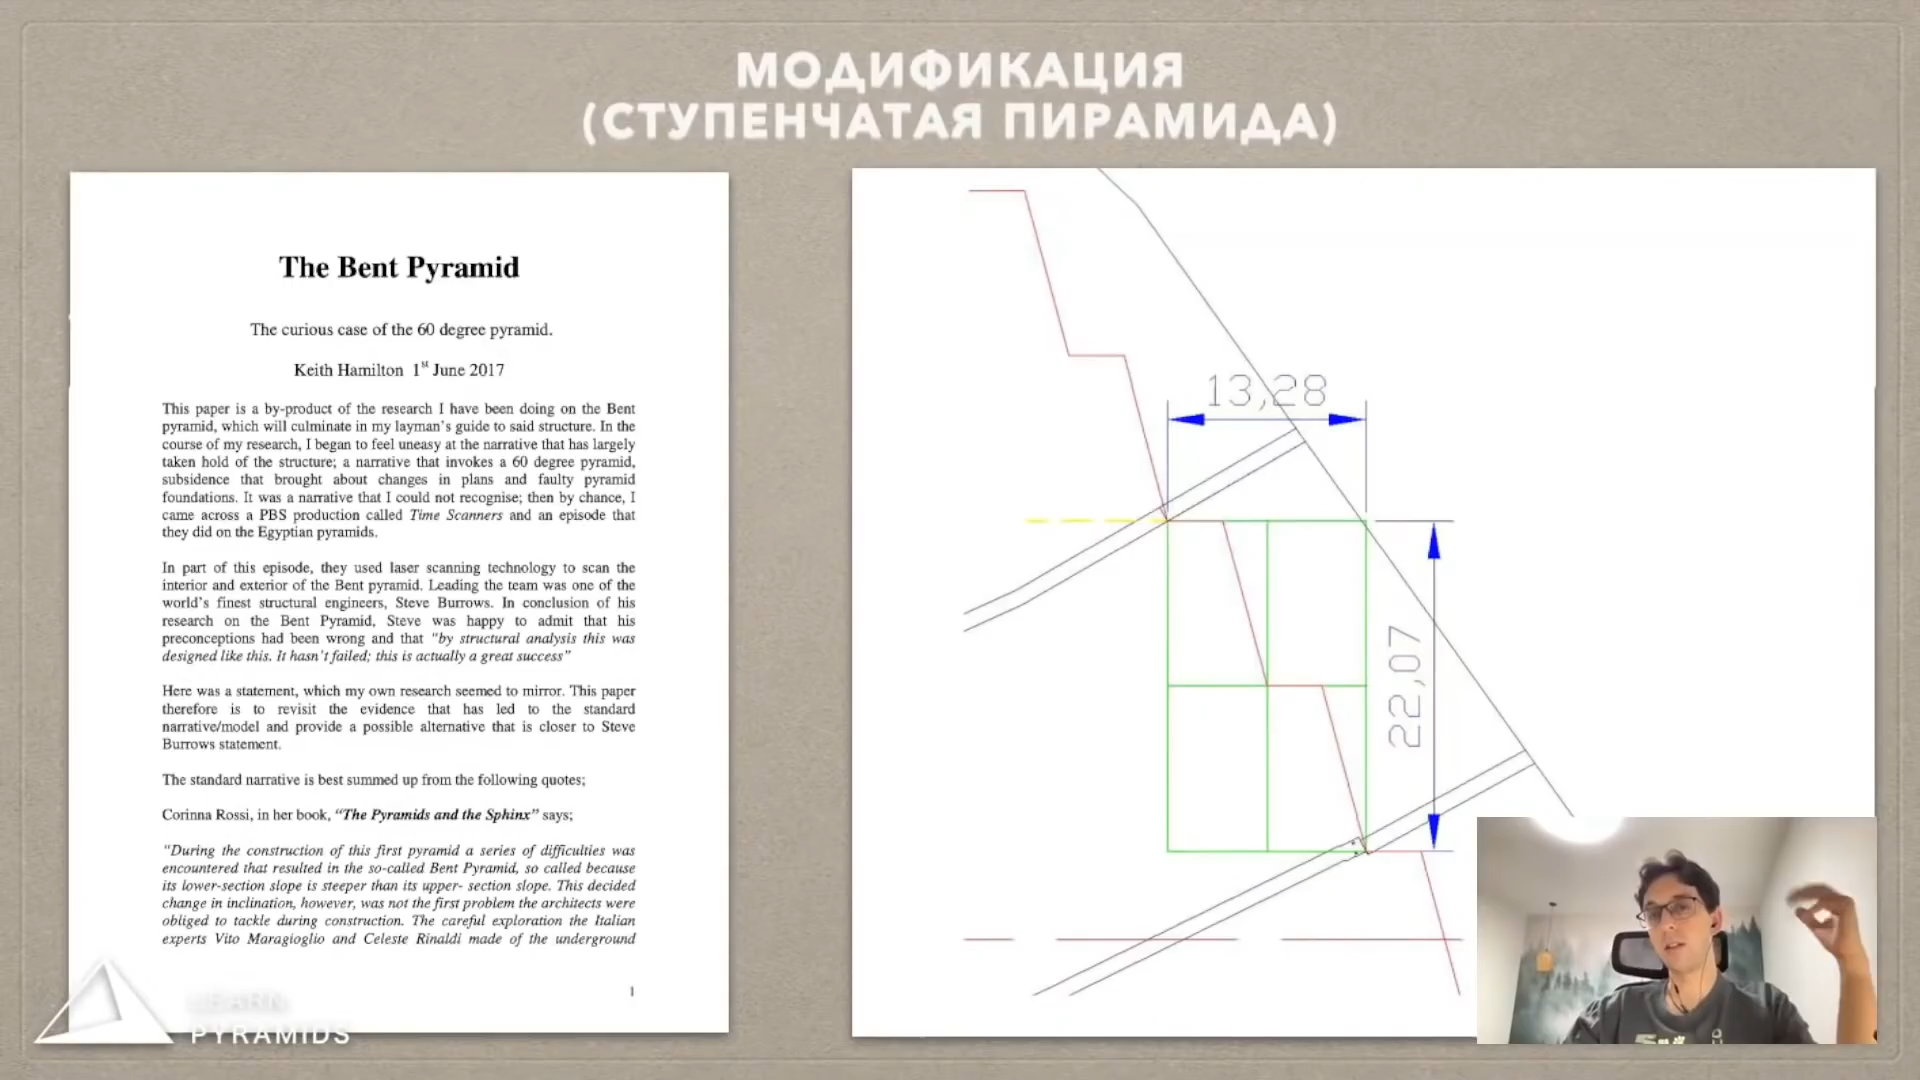 МОДИФИКАЦИЯ
(СТУПЕНЧАТАЯ ПИРАМИДА)
The Bent Pyramid
The curious case of the 60 degree pyramid.
Keith Hamilton 1st June 2017
This paper is a by-product of the research I have been doing on the Bent
pyramid, which will culminate in my layman's guide to said structure. In the
course of my research, I began to feel uneasy at the narrative that has largely
taken hold of the structure; a narrative that invokes a 60 degree pyramid,
subsidence that brought about changes in plans and faulty pyramid
foundations. It was a narrative that I could not recognise; then by chance, I
came across a PBS production called Time Scanners and an episode that
they did on the Egyptian pyramids.
In part of this episode, they used laser scanning technology to scan the
interior and exterior of the Bent pyramid. Leading the team was one of the
world's finest structural engineers, Steve Burrows. In conclusion of his
research on the Bent Pyramid, Steve was happy to admit that his
preconceptions had been wrong and that "by structural analysis this was
designed like this. It hasn't failed; this is actually a great success"
Here was a statement, which my own research seemed to mirror. This paper
therefore is to revisit the evidence that has led to the standard
narrative/model and provide a possible alternative that is closer to Steve
Burrows statement.
The standard narrative is best summed up from the following quotes;
Corinna Rossi, in her book, "The Pyramids and the Sphinx" says;
"During the construction of this first pyramid a series of difficulties was
encountered that resulted in the so-called Bent Pyramid, so called because
its lower-section slope is steeper than its upper- section slope. This decided
change in inclination, however, was not the first problem the architects were
obliged to tackle during construction. The careful exploration the Italian
experts Vito Maragioglio and Celeste Rinaldi made of the underground
1
13,28
22,07
LEARN
PYRAMIDS